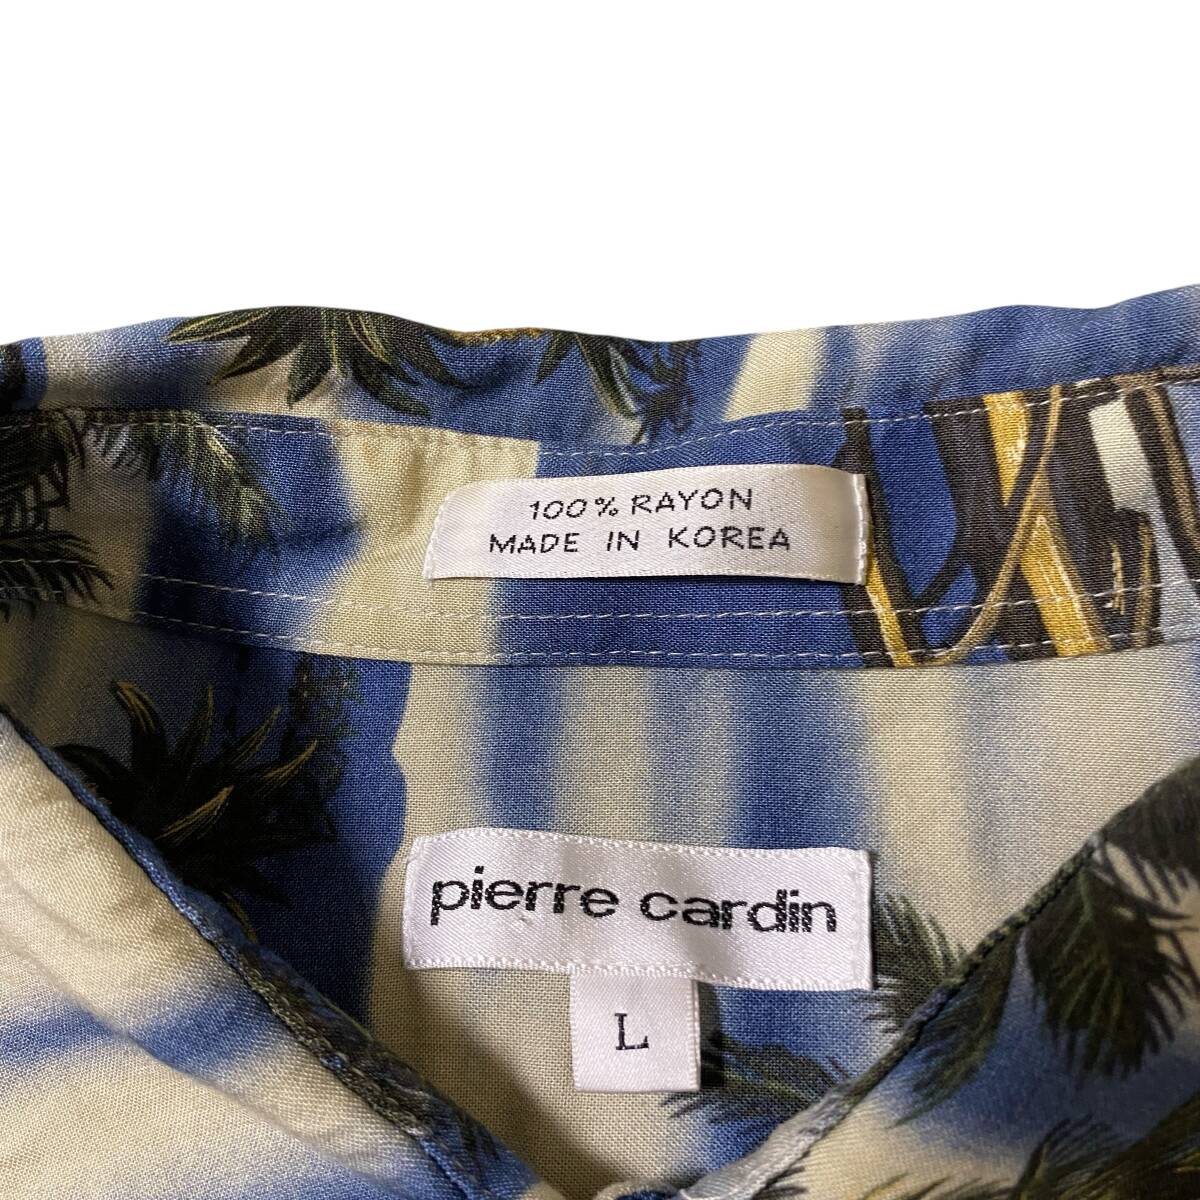 100% RAYON
MADE IN KOREA
pierre cardin
L